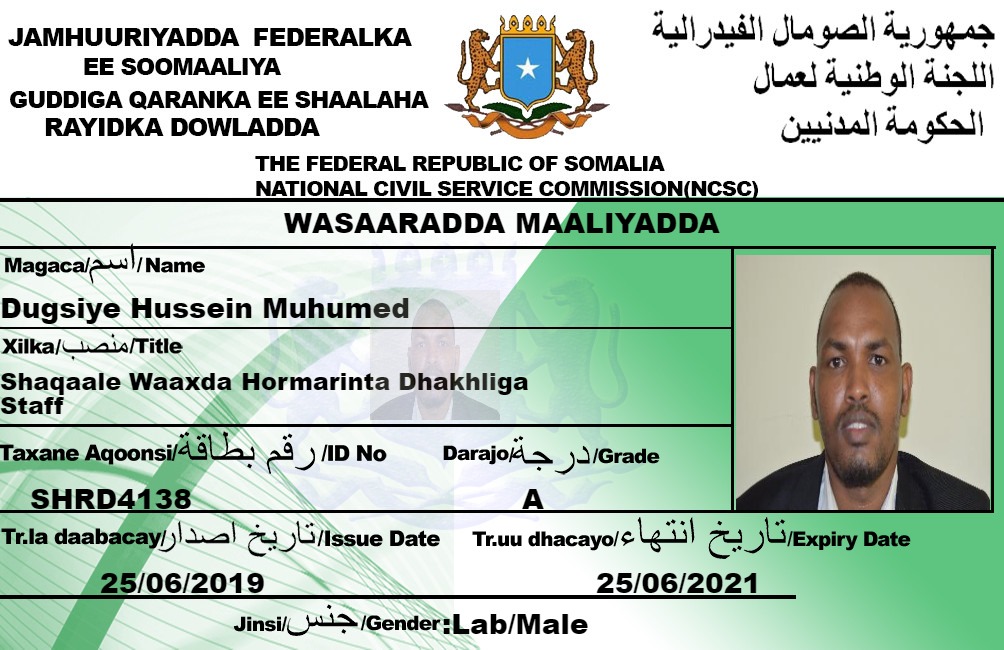 JAMHUURIYADDA FEDERALKA
EE SOOMAALIYA
GUDDIGA QARANKA EE SHAALAHA
RAYIDKA DOWLADDA
جمهورية الصومال الفيدرالية
اللجنة الوطنية لعمال
الحكومة المدنيين
THE FEDERAL REPUBLIC OF SOMALIA
NATIONAL CIVIL SERVICE COMMISSION(NCSC)
WASAARADDA MAALIYADDA
Magaca/اسم/Name
Dugsiye Hussein Muhumed
Xilka/منصب/Title
Shaqaale Waaxda Hormarinta Dhakhliga
Staff
Taxane Aqoonsi/رقم بطاقة/ID No
Darajo/درجة/Grade
SHRD4138
A
Tr.la daabacay/تاريخ اصدار/Issue Date
Tr.uu dhacayo/تاريخ انتهاء/Expiry Date
25/06/2019
25/06/2021
Jinsi/جنس/Gender:Lab/Male